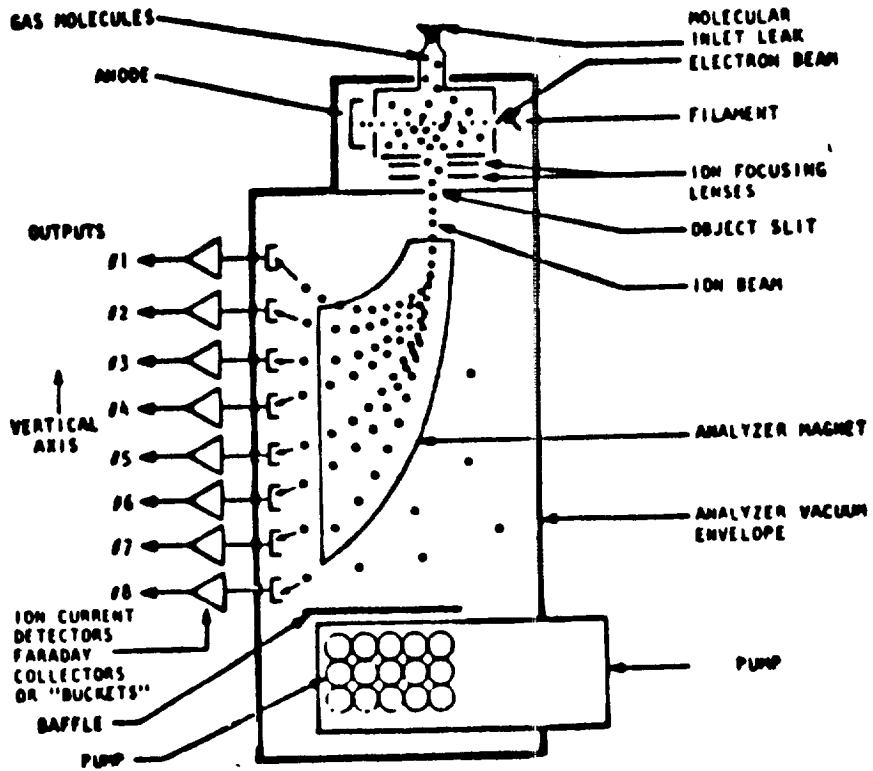 GAS MOLECULES
MOLECULAR
INLET LEAK
ELECTRON BEAM
ANODE
FILAMENT
ION FOCUSING
LENSES
OBJECT SLIT
ION BEAM
OUTPUTS
#1
#2
#3
#4
#5
#6
#7
#8
VERTICAL
AXIS
ANALYZER MAGNET
ANALYZER VACUUM
ENVELOPE
ION CURRENT
DETECTORS
FARADAY
COLLECTORS
OR "BUCKETS"
BAFFLE
PUMP
PUMP